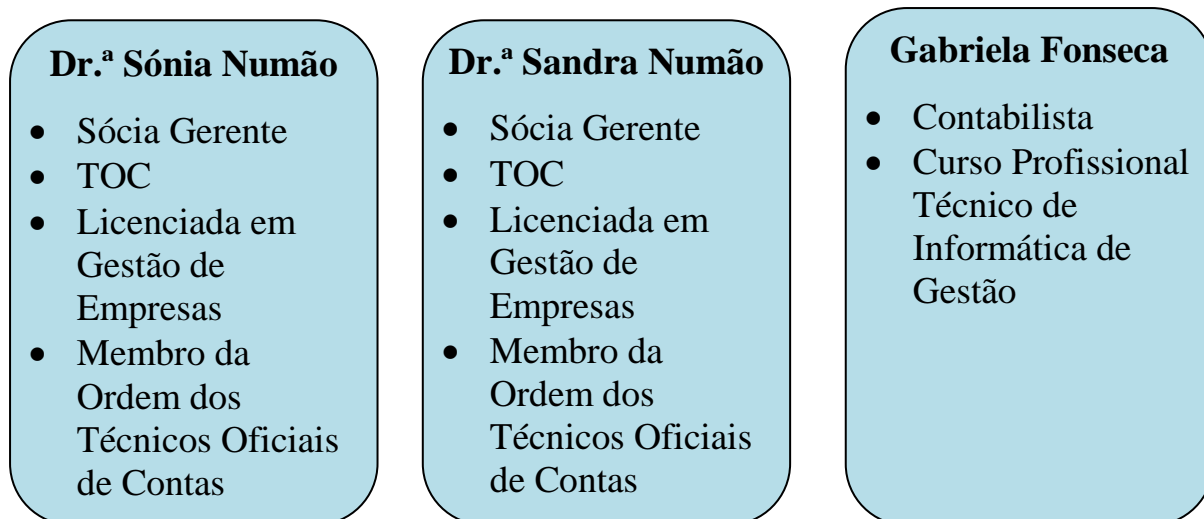 Dr.ª Sónia Numão
• Sócia Gerente
• TOC
• Licenciada em
Gestão de
Empresas
• Membro da
Ordem dos
Técnicos Oficiais
de Contas
Dr.ª Sandra Numão
• Sócia Gerente
• TOC
• Licenciada em
Gestão de
Empresas
• Membro da
Ordem dos
Técnicos Oficiais
de Contas
Gabriela Fonseca
• Contabilista
• Curso Profissional
Técnico de
Informática de
Gestão